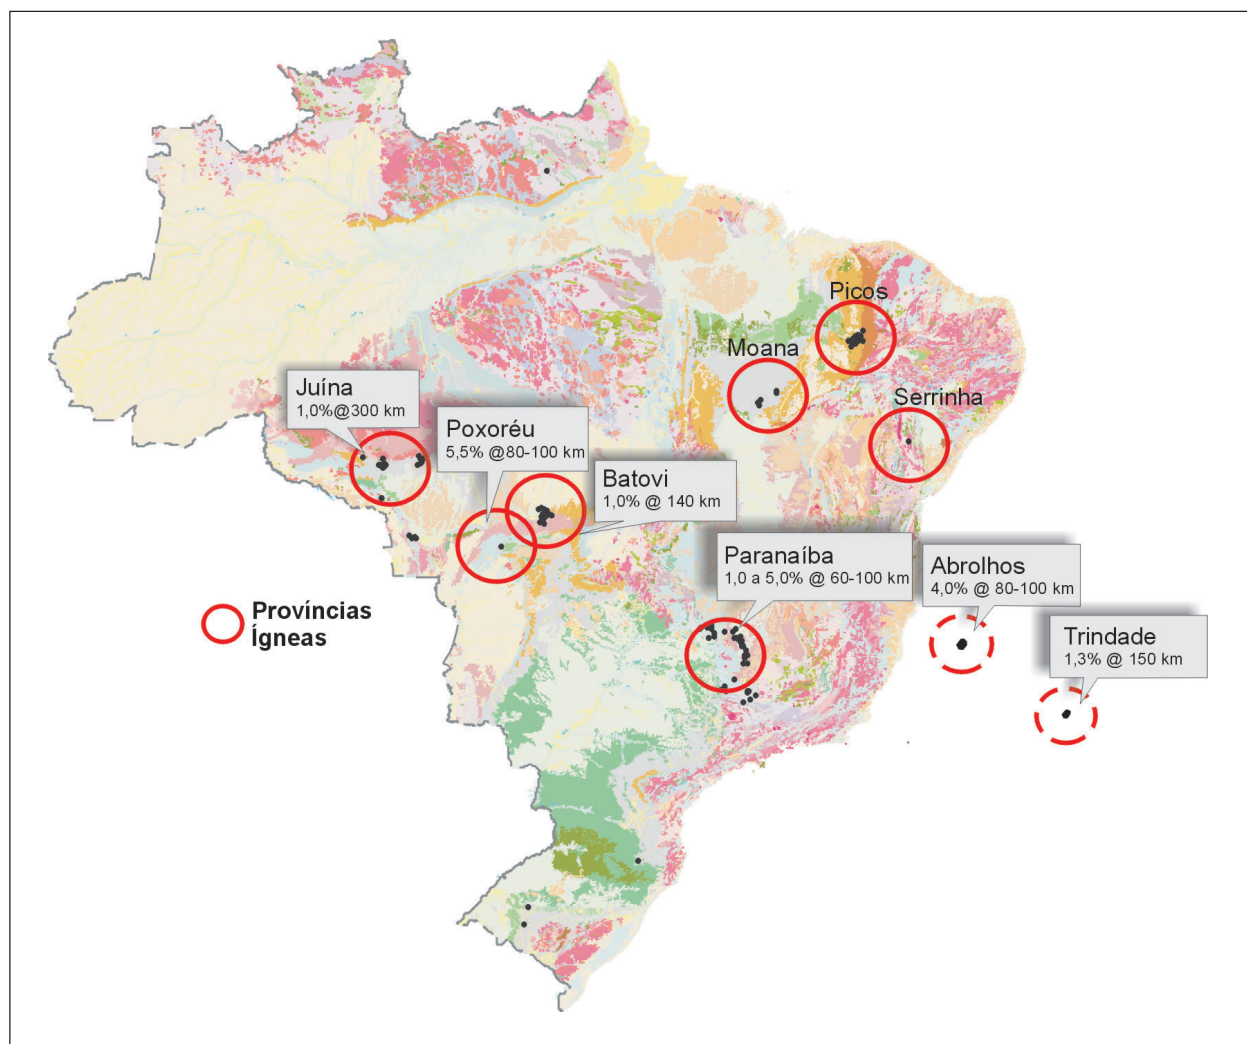 Picos
Moana
Serrinha
Juína
1,0%@300 km
Poxoréu
5,5% @80-100 km
Batovi
1,0% @ 140 km
Paranaíba
1,0 a 5,0% @ 60-100 km
Abrolhos
4,0% @ 80-100 km
Trindade
1,3% @ 150 km
Províncias
Ígneas